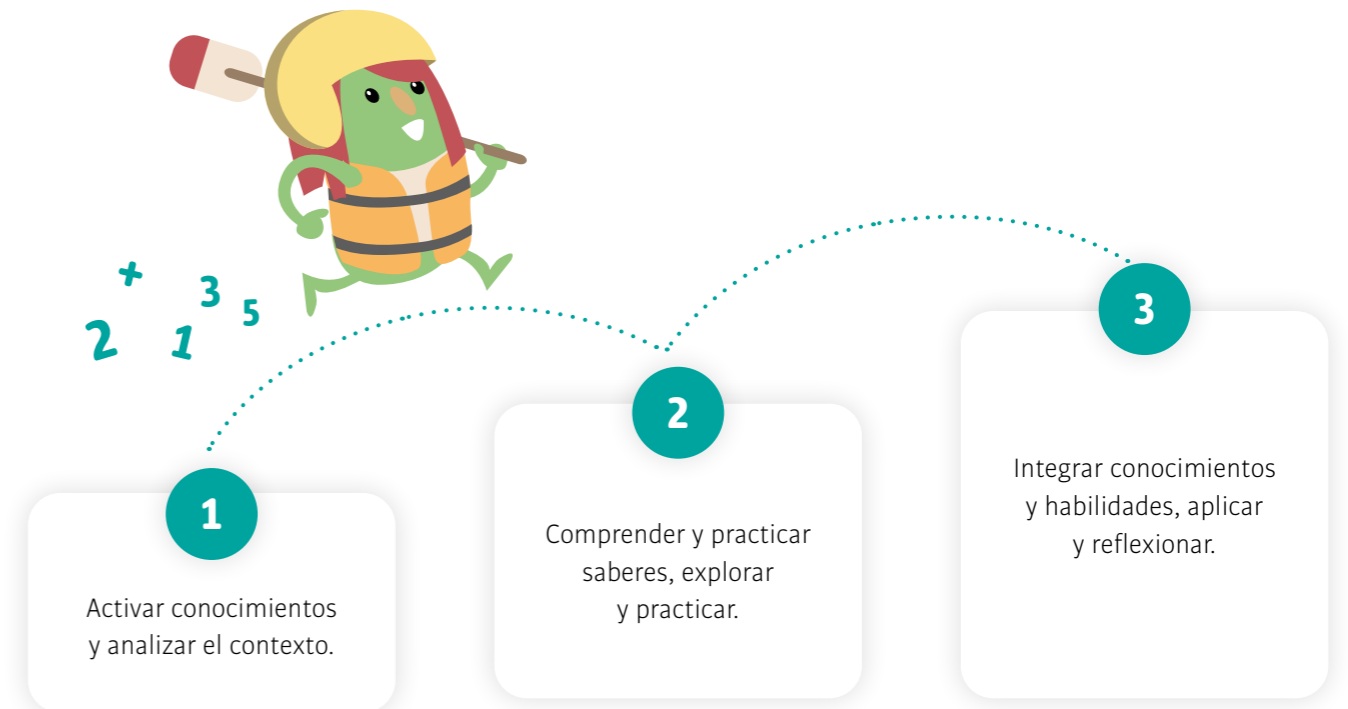 +
3
5
2
1
1
Activar conocimientos
y analizar el contexto.
2
Comprender y practicar
saberes, explorar
y practicar.
3
Integrar conocimientos
y habilidades, aplicar
y reflexionar.